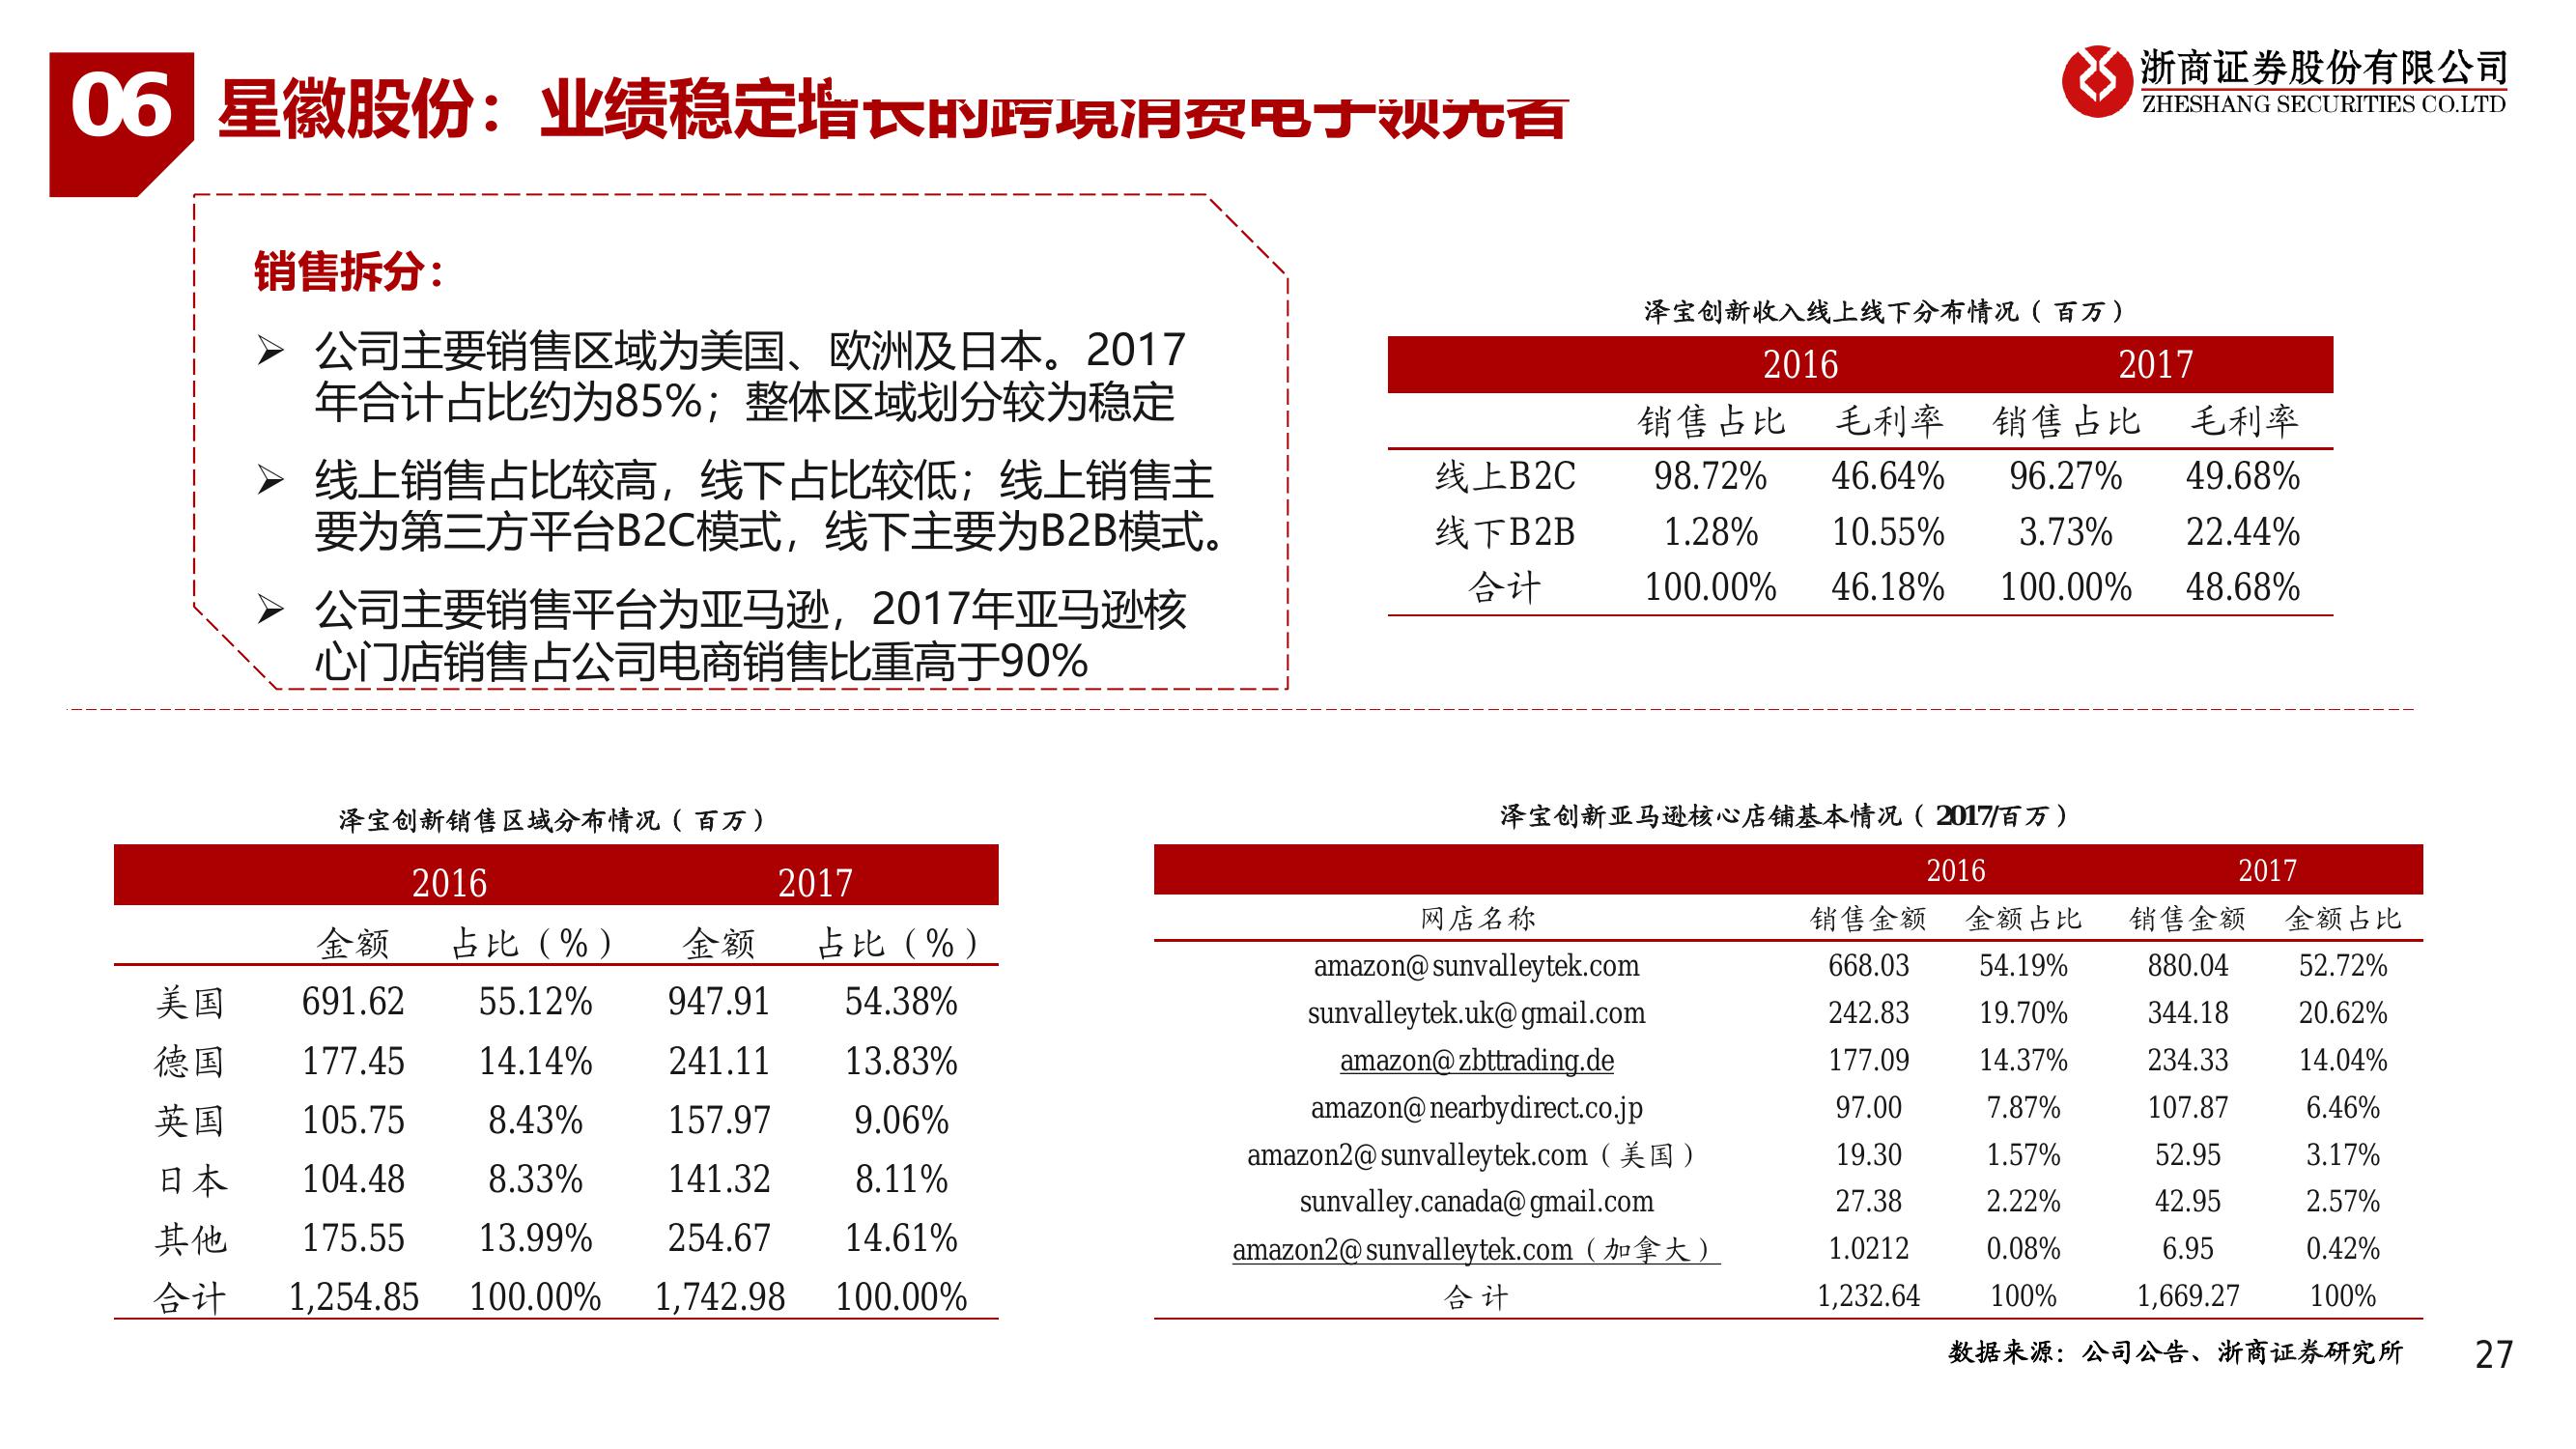 06 星徽股份：业绩稳定增长的跨境消费电子领先者
浙商证券股份有限公司
ZHESHANG SECURITIES CO.LTD
销售拆分：
➢ 公司主要销售区域为美国、欧洲及日本。2017
年合计占比约为85%；整体区域划分较为稳定
➢ 线上销售占比较高，线下占比较低；线上销售主
要为第三方平台B2C模式，线下主要为B2B模式。
➢ 公司主要销售平台为亚马逊，2017年亚马逊核
心门店销售占公司电商销售比重高于90%
泽宝创新收入线上线下分布情况（百万）
2016 2017
销售占比 毛利率 销售占比 毛利率
线上B2C 98.72% 46.64% 96.27% 49.68%
线下B2B 1.28% 10.55% 3.73% 22.44%
合计 100.00% 46.18% 100.00% 48.68%
泽宝创新销售区域分布情况（百万）
2016 2017
金额 占比（%） 金额 占比（%）
美国 691.62 55.12% 947.91 54.38%
德国 177.45 14.14% 241.11 13.83%
英国 105.75 8.43% 157.97 9.06%
日本 104.48 8.33% 141.32 8.11%
其他 175.55 13.99% 254.67 14.61%
合计 1,254.85 100.00% 1,742.98 100.00%
泽宝创新亚马逊核心店铺基本情况（2017/百万）
2016 2017
网店名称 销售金额 金额占比 销售金额 金额占比
amazon@sunvalleytek.com 668.03 54.19% 880.04 52.72%
sunvalleytek.uk@gmail.com 242.83 19.70% 344.18 20.62%
amazon@zbttrading.de 177.09 14.37% 234.33 14.04%
amazon@nearbydirect.co.jp 97.00 7.87% 107.87 6.46%
amazon2@sunvalleytek.com（美国） 19.30 1.57% 52.95 3.17%
sunvalley.canada@gmail.com 27.38 2.22% 42.95 2.57%
amazon2@sunvalleytek.com（加拿大） 1.0212 0.08% 6.95 0.42%
合计 1,232.64 100% 1,669.27 100%
数据来源：公司公告、浙商证券研究所
27